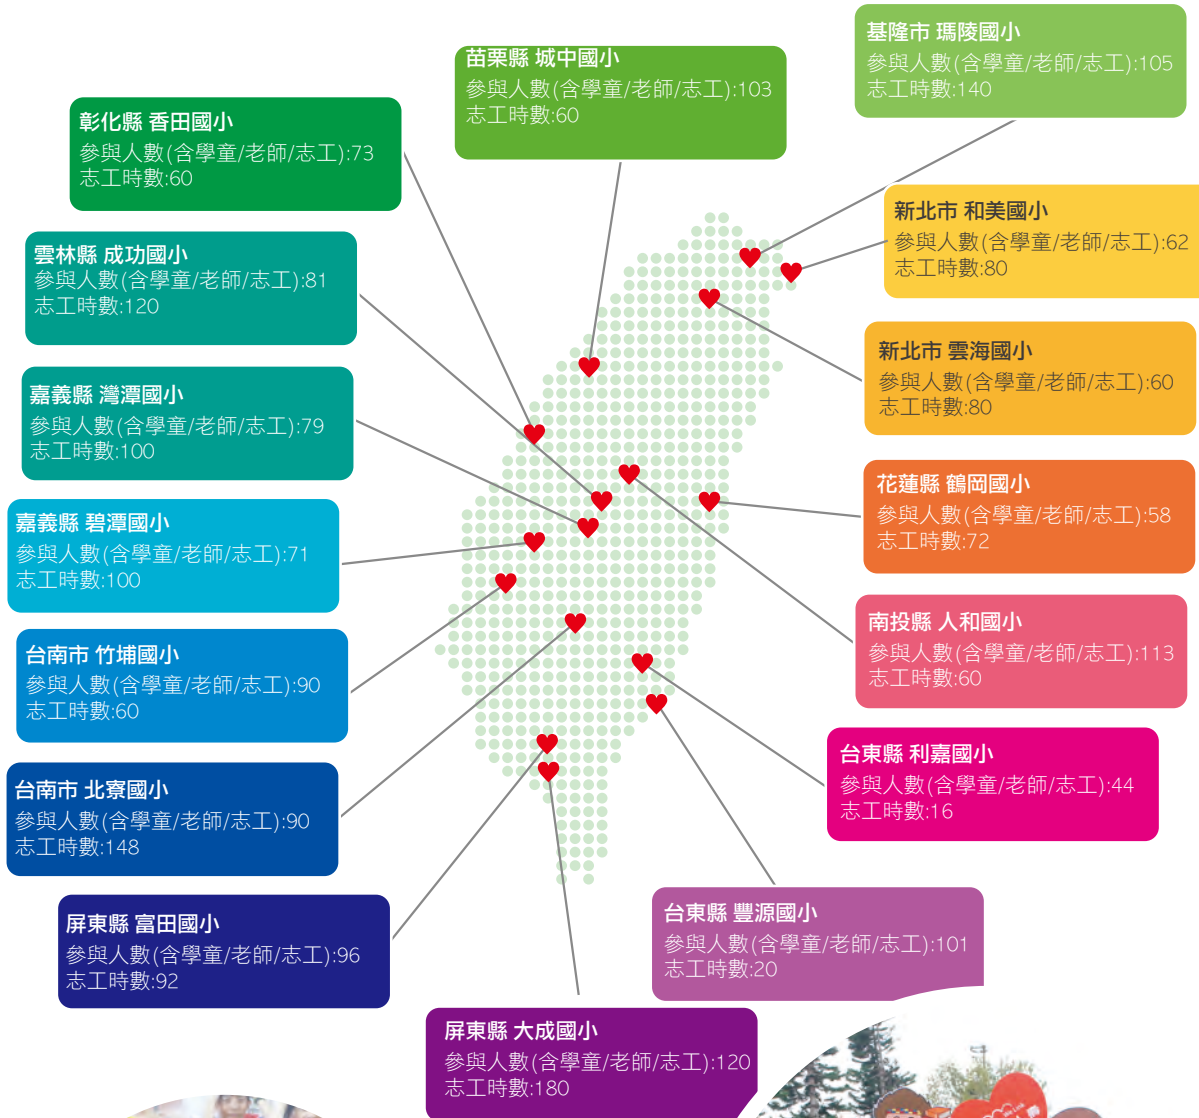 基隆市 瑪陵國小
參與人數(含學童/老師/志工):105
志工時數:140
苗栗縣 城中國小
參與人數(含學童/老師/志工):103
志工時數:60
彰化縣 香田國小
參與人數(含學童/老師/志工):73
志工時數:60
新北市 和美國小
參與人數(含學童/老師/志工):62
志工時數:80
雲林縣 成功國小
參與人數(含學童/老師/志工):81
志工時數:120
新北市 雲海國小
參與人數(含學童/老師/志工):60
志工時數:80
嘉義縣 灣潭國小
參與人數(含學童/老師/志工):79
志工時數:100
花蓮縣 鶴岡國小
參與人數(含學童/老師/志工):58
志工時數:72
嘉義縣 碧潭國小
參與人數(含學童/老師/志工):71
志工時數:100
南投縣 人和國小
參與人數(含學童/老師/志工):113
志工時數:60
台南市 竹埔國小
參與人數(含學童/老師/志工):90
志工時數:60
台東縣 利嘉國小
參與人數(含學童/老師/志工):44
志工時數:16
台南市 北寮國小
參與人數(含學童/老師/志工):90
志工時數:148
屏東縣 富田國小
參與人數(含學童/老師/志工):96
志工時數:92
台東縣 豐源國小
參與人數(含學童/老師/志工):101
志工時數:20
屏東縣 大成國小
參與人數(含學童/老師/志工):120
志工時數:180